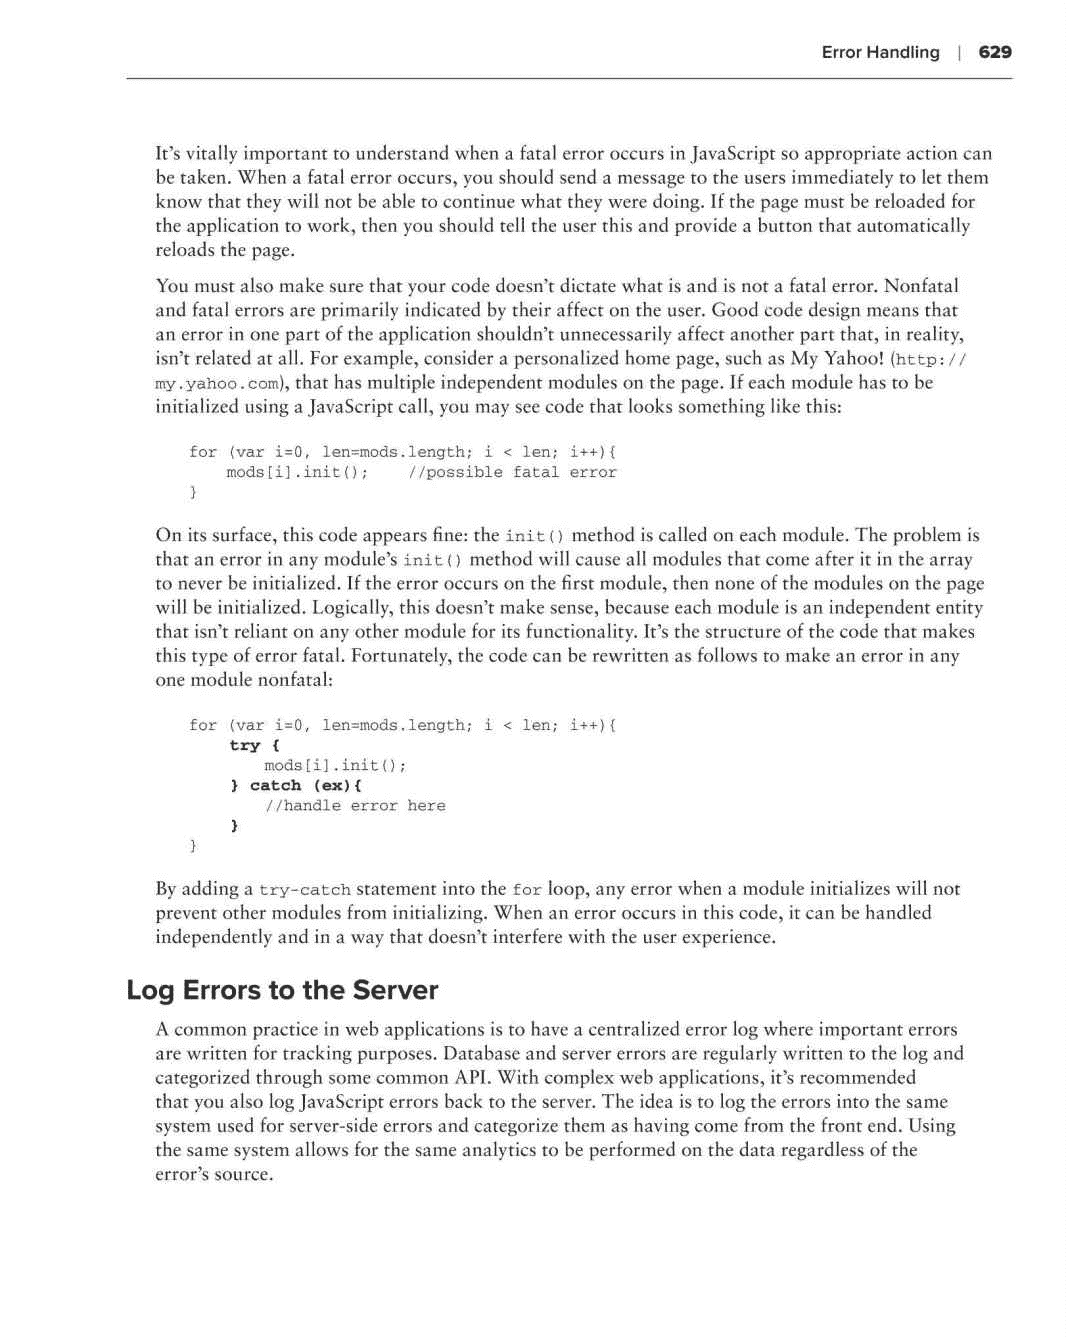 Error Handling | 629
It’s vitally important to understand when a fatal error occurs in JavaScript so appropriate action can
be taken. When a fatal error occurs, you should send a message to the users immediately to let them
know that they will not be able to continue what they were doing. If the page must be reloaded for
the application to work, then you should tell the user this and provide a button that automatically
reloads the page.
You must also make sure that your code doesn’t dictate what is and is not a fatal error. Nonfatal
and fatal errors are primarily indicated by their affect on the user. Good code design means that
an error in one part of the application shouldn’t unnecessarily affect another part that, in reality,
isn’t related at all. For example, consider a personalized home page, such as My Yahoo! (http://
my.yahoo.com), that has multiple independent modules on the page. If each module has to be
initialized using a JavaScript call, you may see code that looks something like this:
for (var i=0, len=mods.length; i < len; i++){
    mods[i].init();    //possible fatal error
}
On its surface, this code appears fine: the init() method is called on each module. The problem is
that an error in any module’s init() method will cause all modules that come after it in the array
to never be initialized. If the error occurs on the first module, then none of the modules on the page
will be initialized. Logically, this doesn’t make sense, because each module is an independent entity
that isn’t reliant on any other module for its functionality. It’s the structure of the code that makes
this type of error fatal. Fortunately, the code can be rewritten as follows to make an error in any
one module nonfatal:
for (var i=0, len=mods.length; i < len; i++){
    try {
        mods[i].init();
    } catch (ex){
        //handle error here
    }
}
By adding a try-catch statement into the for loop, any error when a module initializes will not
prevent other modules from initializing. When an error occurs in this code, it can be handled
independently and in a way that doesn’t interfere with the user experience.
Log Errors to the Server
A common practice in web applications is to have a centralized error log where important errors
are written for tracking purposes. Database and server errors are regularly written to the log and
categorized through some common API. With complex web applications, it’s recommended
that you also log JavaScript errors back to the server. The idea is to log the errors into the same
system used for server-side errors and categorize them as having come from the front end. Using
the same system allows for the same analytics to be performed on the data regardless of the
error’s source.